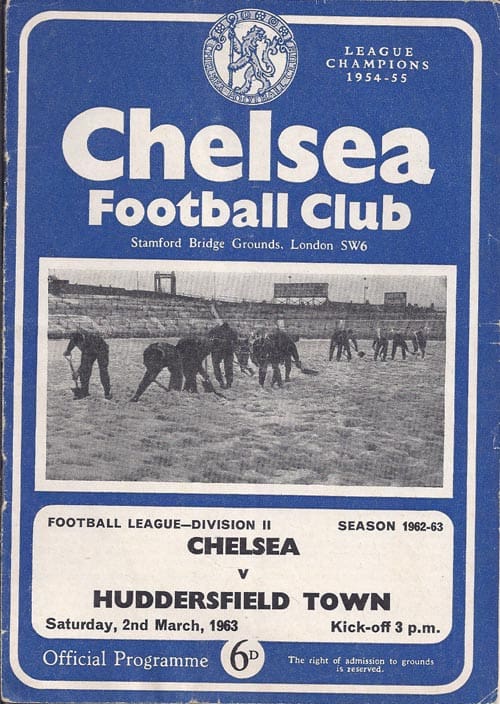 LEAGUE
CHAMPIONS
1954-55
Chelsea
Football Club
Stamford Bridge Grounds, London SW6
FOOTBALL LEAGUE—DIVISION II SEASON 1962-63
CHELSEA
v
HUDDERSFIELD TOWN
Saturday, 2nd March, 1963 Kick-off 3 p.m.
Official Programme 6D The right of admission to grounds
is reserved.